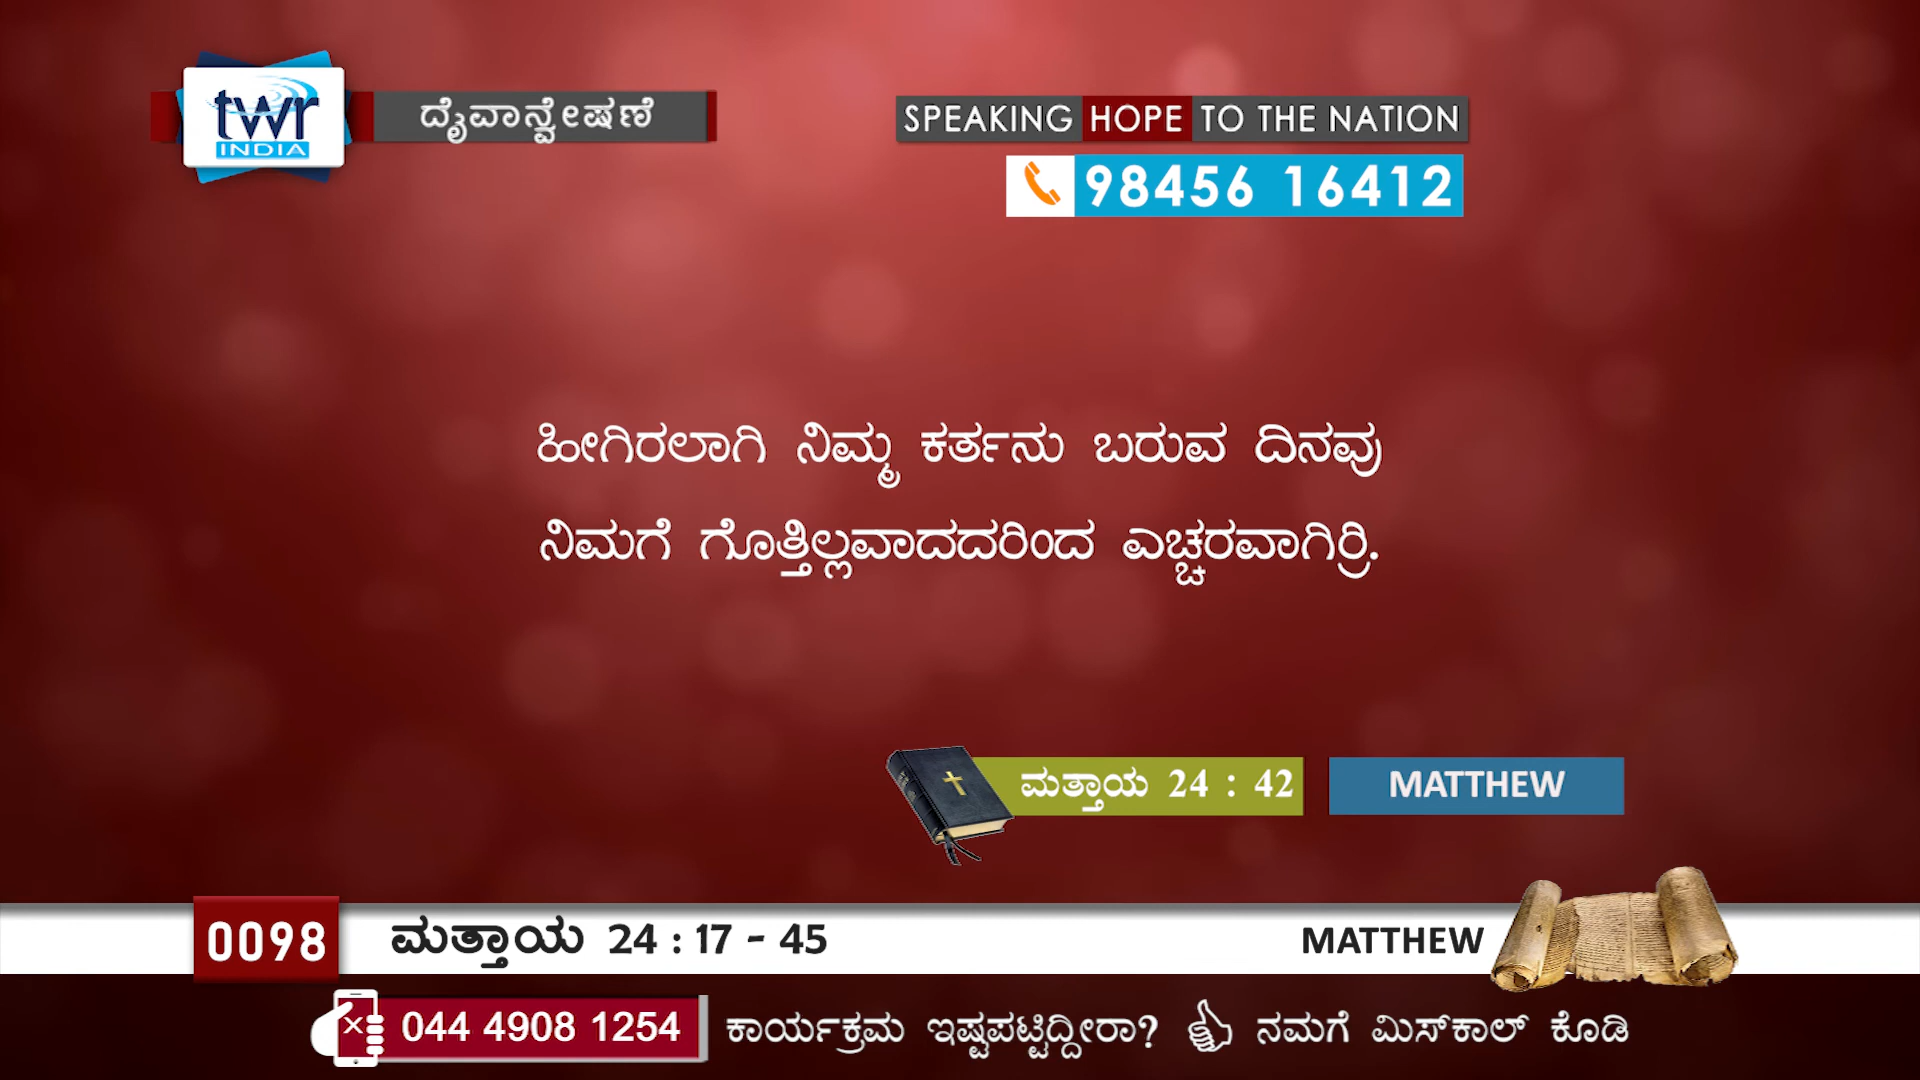 twr
INDIA
ದೈವಾನ್ವೇಷಣೆ
SPEAKING HOPE TO THE NATION
98456 16412
ಹೀಗಿರಲಾಗಿ ನಿಮ್ಮ ಕರ್ತನು ಬರುವ ದಿನವು
ನಿಮಗೆ ಗೊತ್ತಿಲ್ಲವಾದದರಿಂದ ಎಚ್ಚರವಾಗಿರ್ರಿ.
ಮತ್ತಾಯ 24 : 42
MATTHEW
0098
ಮತ್ತಾಯ 24 : 17 - 45
MATTHEW
044 4908 1254
ಕಾರ್ಯಕ್ರಮ ಇಷ್ಟಪಟ್ಟಿದ್ದೀರಾ? ನಮಗೆ ಮಿಸ್‌ಕಾಲ್ ಕೊಡಿ